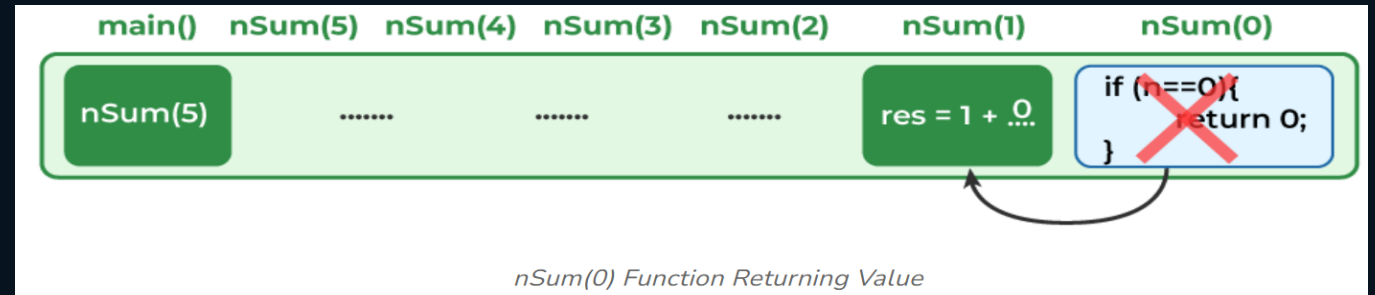 main() nSum(5) nSum(4) nSum(3) nSum(2) nSum(1) nSum(0)
nSum(5) ....... ....... ....... res = 1 + 0 if (n==0){
return 0;
}
nSum(0) Function Returning Value